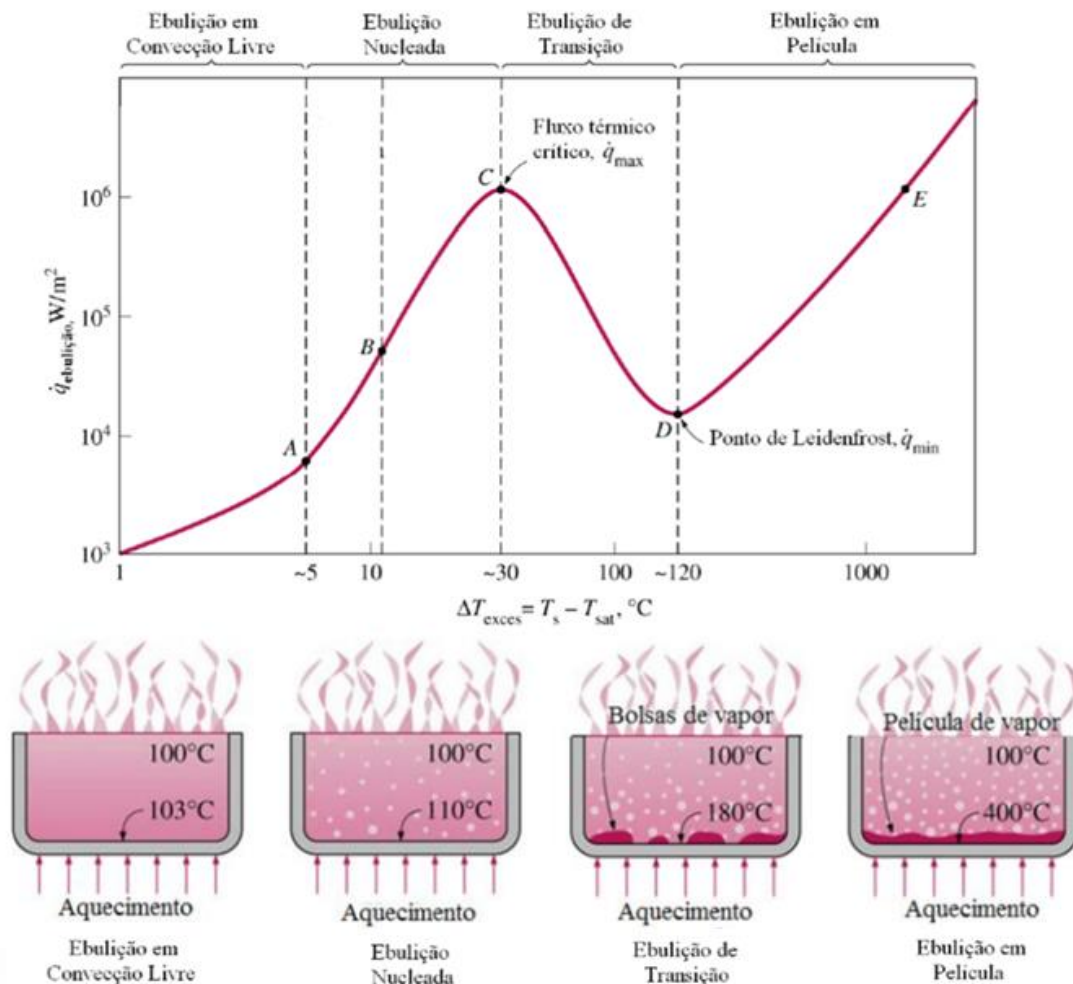 Ebulição em
Convecção Livre
Ebulição
Nucleada
Ebulição de
Transição
Ebulição em
Película
Fluxo térmico
crítico, q̇max
C
E
B
A
D
Ponto de Leidenfrost, q̇min
q̇ebulição, W/m²
10⁶
10⁵
10⁴
10³
1
~5
10
~30
100
~120
1000
ΔTexces = Ts – Tsat, °C
100°C
103°C
Aquecimento
Ebulição em
Convecção Livre
100°C
110°C
Aquecimento
Ebulição
Nucleada
Bolsas de vapor
100°C
180°C
Aquecimento
Ebulição de
Transição
Película de vapor
100°C
400°C
Aquecimento
Ebulição em
Película